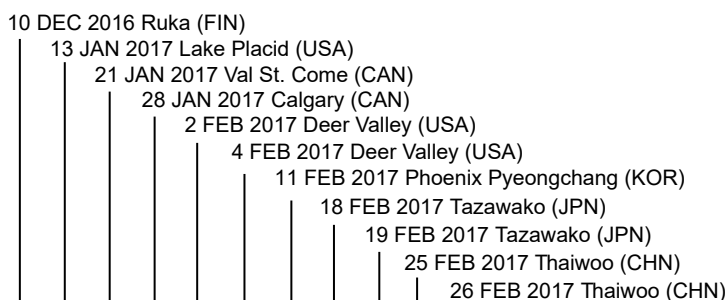 10 DEC 2016 Ruka (FIN)
13 JAN 2017 Lake Placid (USA)
21 JAN 2017 Val St. Come (CAN)
28 JAN 2017 Calgary (CAN)
2 FEB 2017 Deer Valley (USA)
4 FEB 2017 Deer Valley (USA)
11 FEB 2017 Phoenix Pyeongchang (KOR)
18 FEB 2017 Tazawako (JPN)
19 FEB 2017 Tazawako (JPN)
25 FEB 2017 Thaiwoo (CHN)
26 FEB 2017 Thaiwoo (CHN)